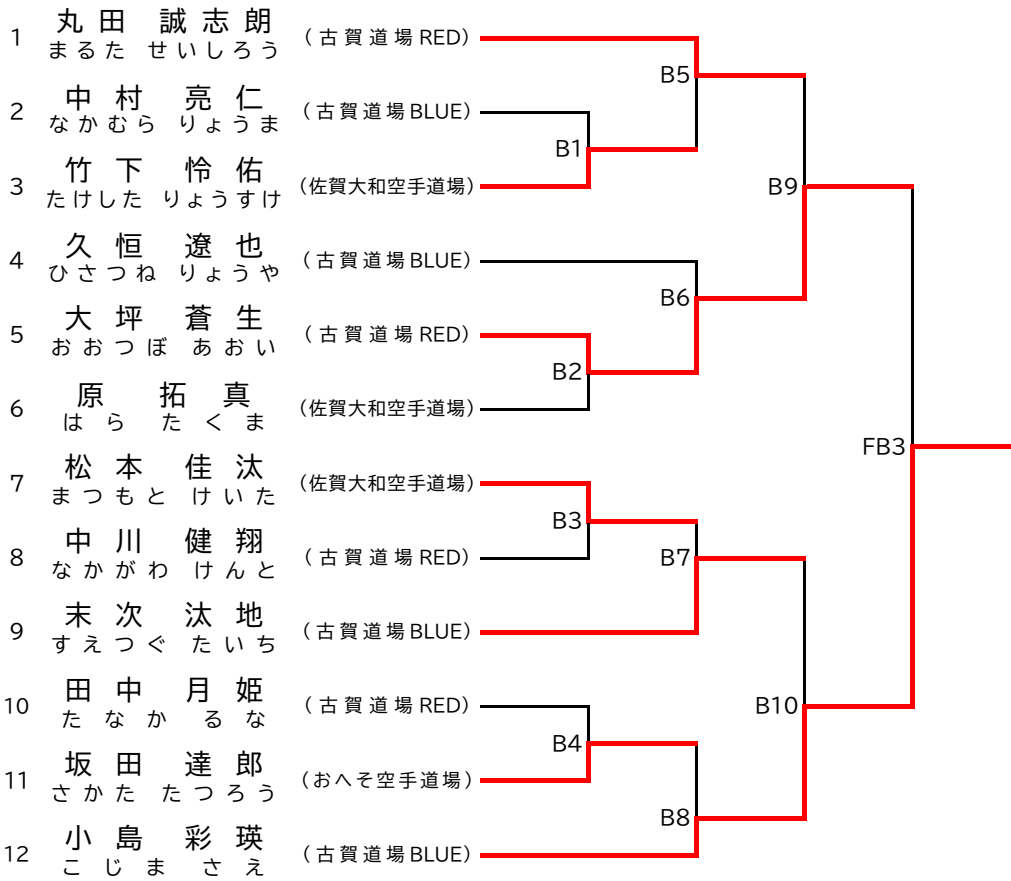 1 丸田 誠志朗 (古賀道場RED)
まるた せいしろう
B5
2 中村 亮仁 (古賀道場BLUE)
なかむら りょうま
B1
3 竹下 怜佑 (佐賀大和空手道場)
たけした りょうすけ
B9
4 久恒 遼也 (古賀道場BLUE)
ひさつね りょうや
B6
5 大坪 蒼生 (古賀道場RED)
おおつぼ あおい
B2
6 原 拓真 (佐賀大和空手道場)
はら たくま
FB3
7 松本 佳汰 (佐賀大和空手道場)
まつもと けいた
B3
8 中川 健翔 (古賀道場RED)
なかがわ けんと
B7
9 末次 汰地 (古賀道場BLUE)
すえつぐ たいち
10 田中 月姫 (古賀道場RED)
たなか るな
B10
B4
11 坂田 達郎 (おへそ空手道場)
さかた たつろう
B8
12 小島 彩瑛 (古賀道場BLUE)
こじま さえ